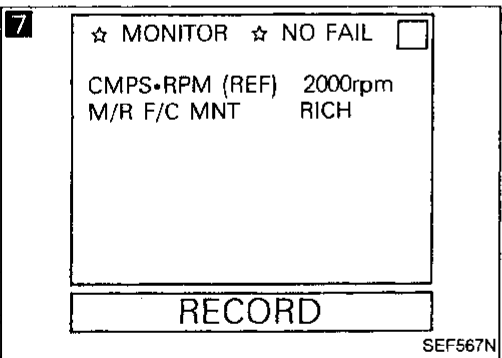 7
☆ MONITOR ☆ NO FAIL
CMPS•RPM (REF) 2000rpm
M/R F/C MNT RICH
RECORD
SEF567N